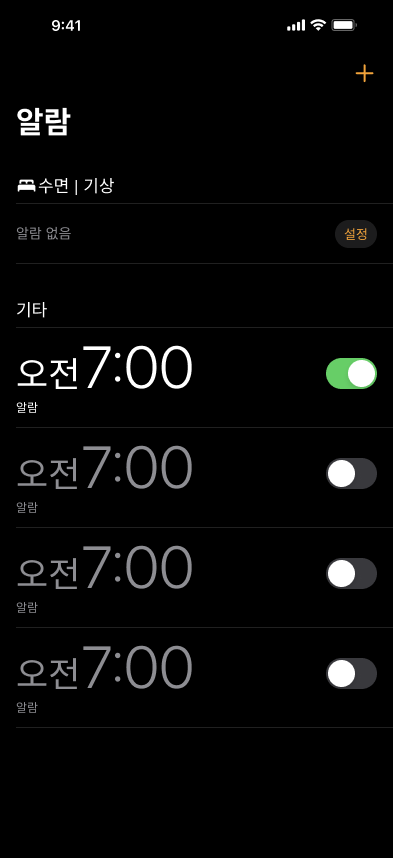 9:41
+
알람
수면 | 기상
알람 없음
설정
기타
오전7:00
알람
오전7:00
알람
오전7:00
알람
오전7:00
알람